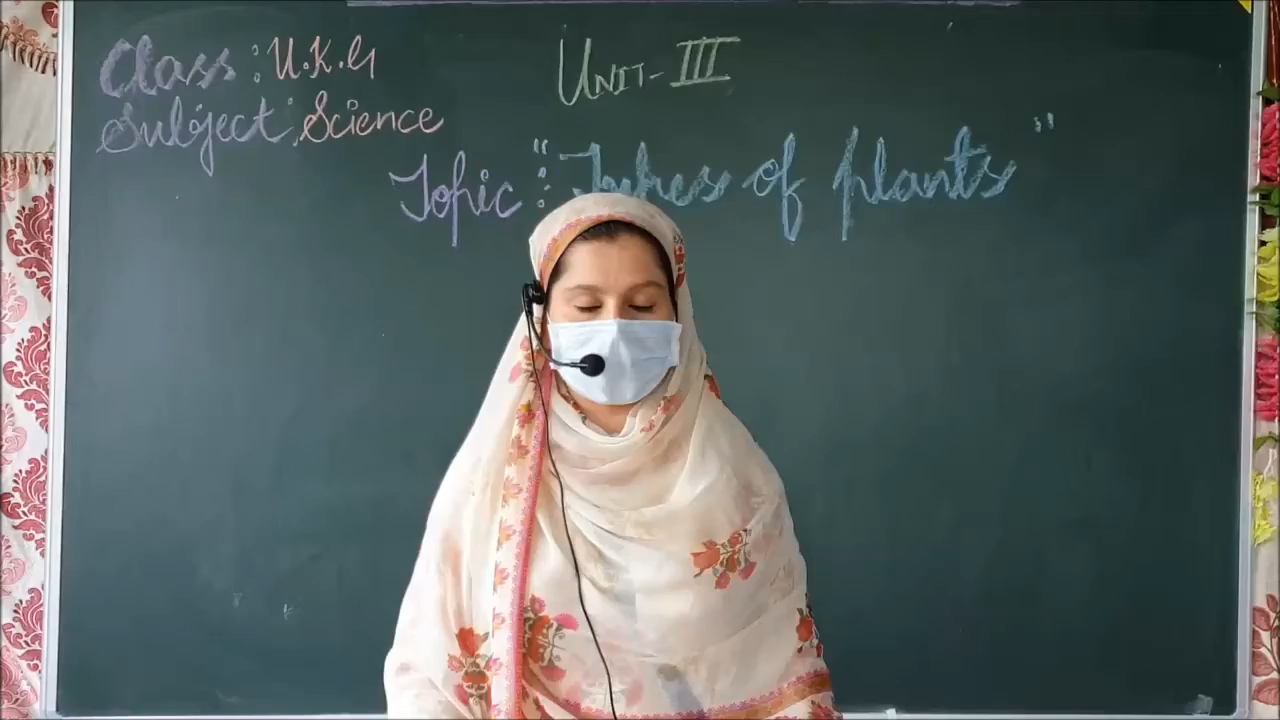 Class : U.K.G
Subject : Science
UNIT-III
Topic : "Types of plants"